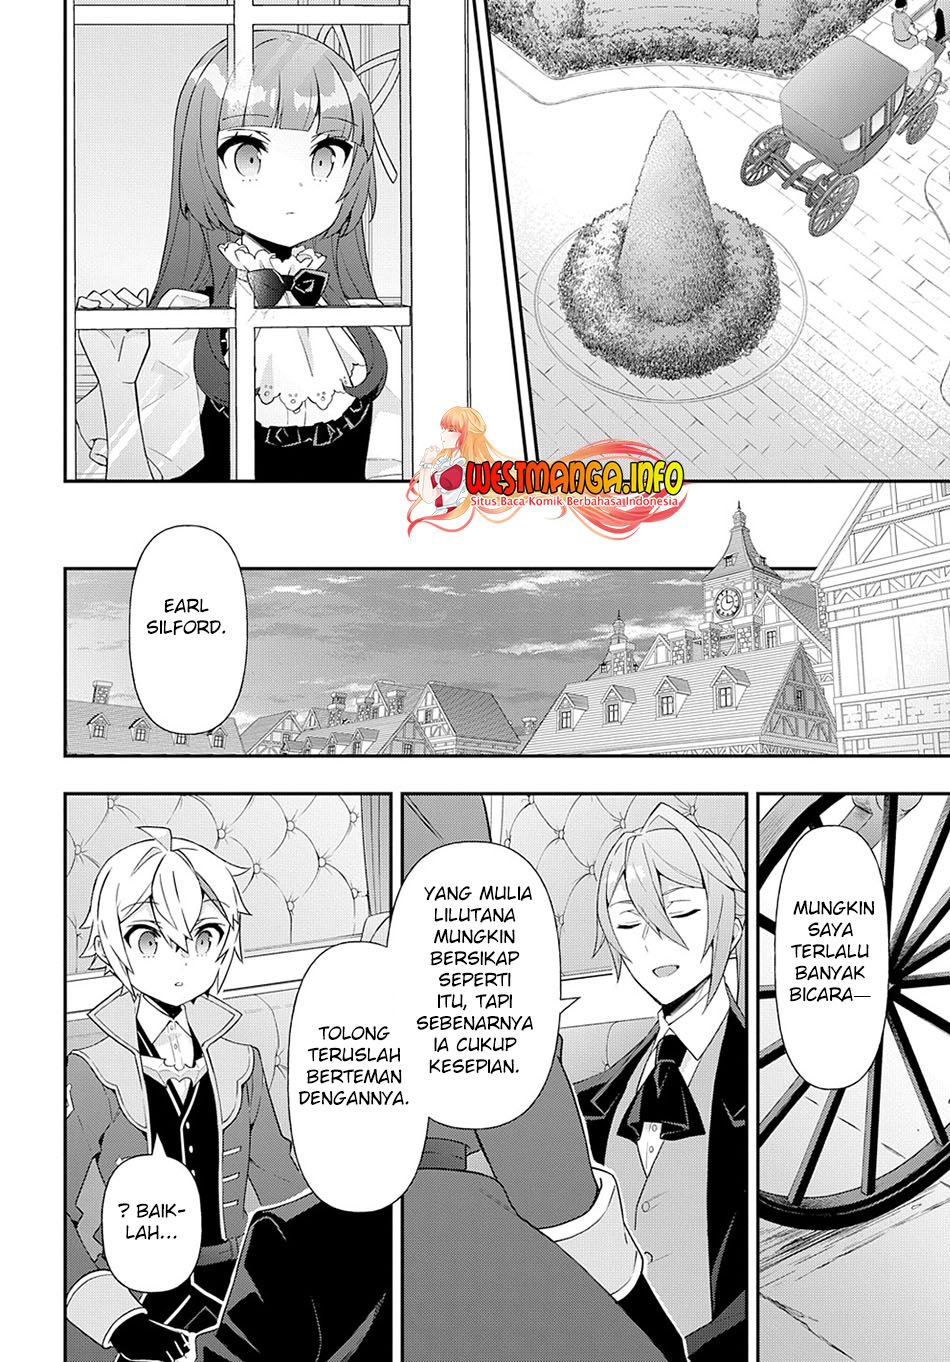 WESTMANGA.INFO
Situs Baca Komik Berbahasa Indonesia
EARL
SILFORD.
MUNGKIN
SAYA
TERLALU
BANYAK
BICARA—
YANG MULIA
LILUTANA
MUNGKIN
BERSIKAP
SEPERTI
ITU, TAPI
SEBENARNYA
IA CUKUP
KESEPIAN.
TOLONG
TERUSLAH
BERTEMAN
DENGANNYA.
? BAIK-
LAH...